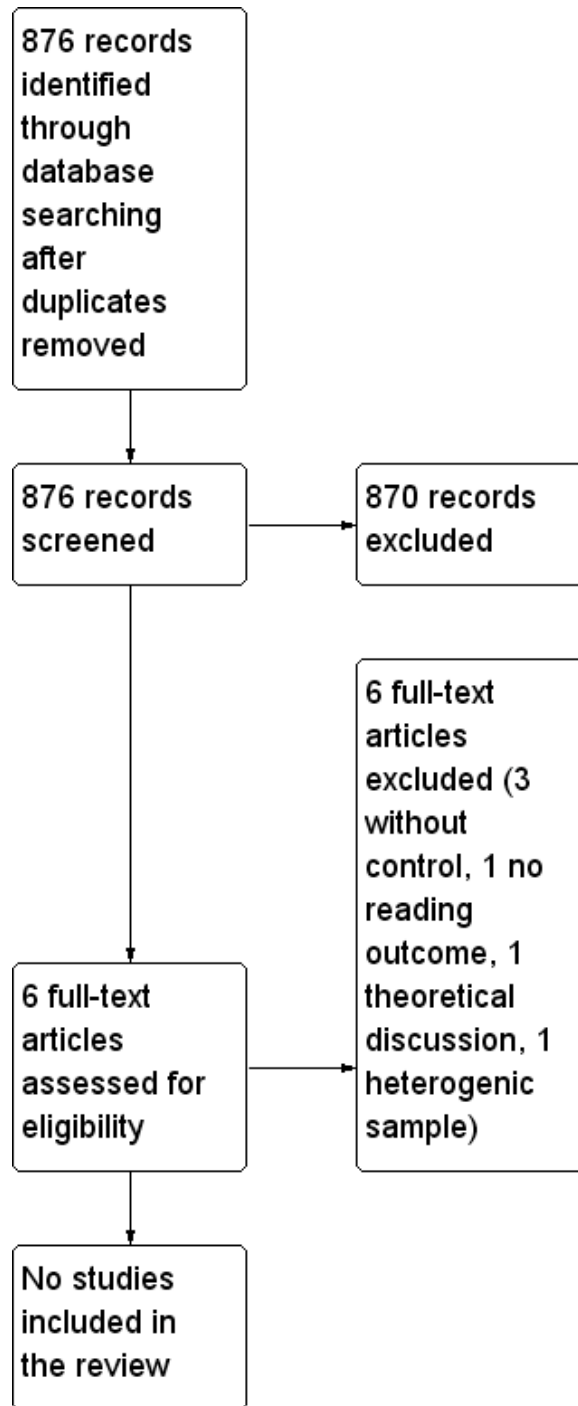 876 records
identified
through
database
searching
after
duplicates
removed
876 records
screened
870 records
excluded
6 full-text
articles
excluded (3
without
control, 1 no
reading
outcome, 1
theoretical
discussion, 1
heterogenic
sample)
6 full-text
articles
assessed for
eligibility
No studies
included in
the review